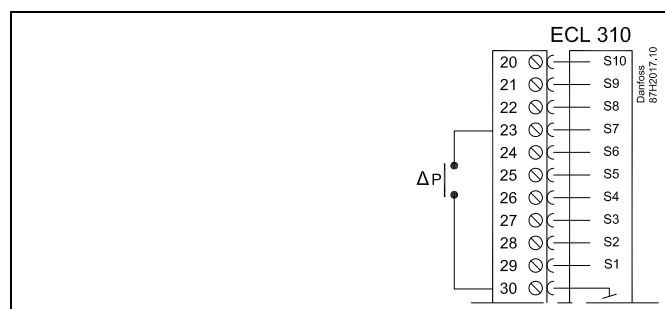 ECL 310
20 S10
21 S9
22 S8
23 S7
24 S6
25 S5
26 S4
27 S3
28 S2
29 S1
30
ΔP
Danfoss
87H2017.10